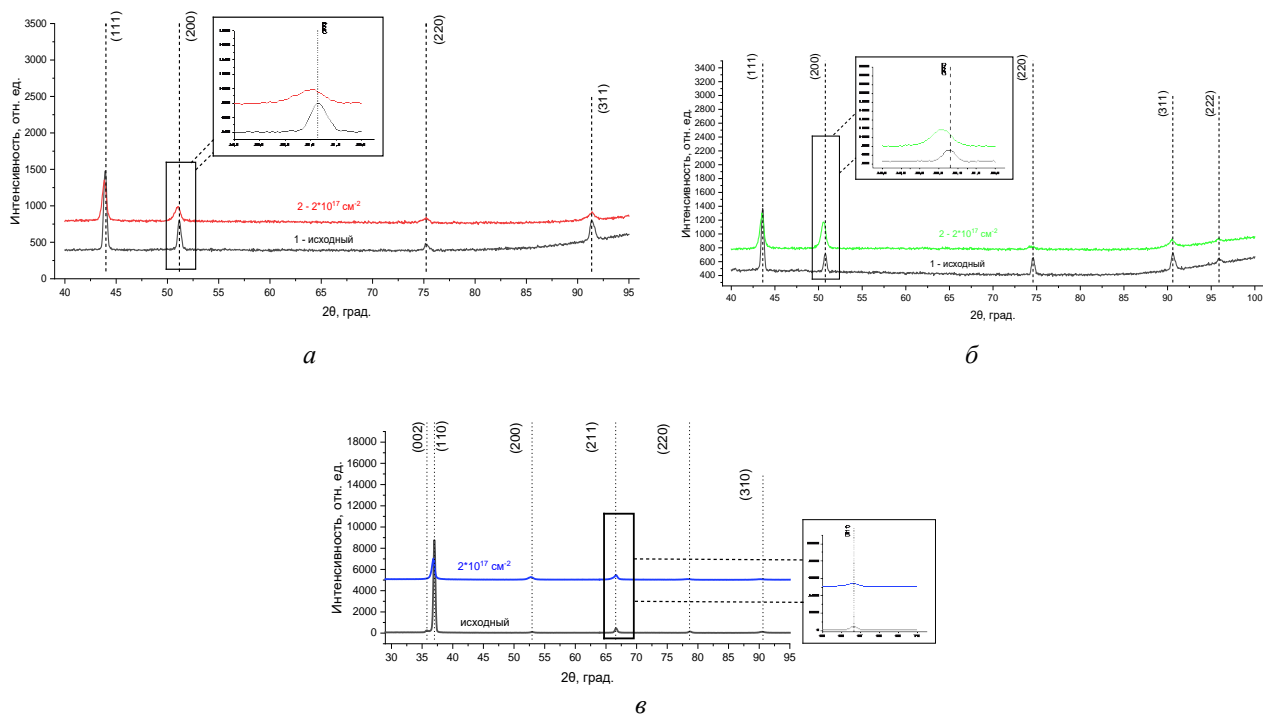 (111)
(200)
(220)
(311)
Интенсивность, отн. ед.
3500
3000
2500
2000
1500
1000
500
0
2 - 2*10¹⁷ см⁻²
1 - исходный
40 45 50 55 60 65 70 75 80 85 90 95
2θ, град.
а
(111)
(200)
(220)
(311)
(222)
Интенсивность, отн. ед.
3400
3200
3000
2800
2600
2400
2200
2000
1800
1600
1400
1200
1000
800
600
400
1 - исходный
40 45 50 55 60 65 70 75 80 85 90 95 100
2θ, град.
б
(002)
(110)
(200)
(211)
(220)
(310)
Интенсивность, отн. ед.
18000
16000
14000
12000
10000
8000
6000
4000
2000
0
2*10¹⁷ см⁻²
исходный
30 35 40 45 50 55 60 65 70 75 80 85 90 95
2θ, град.
в